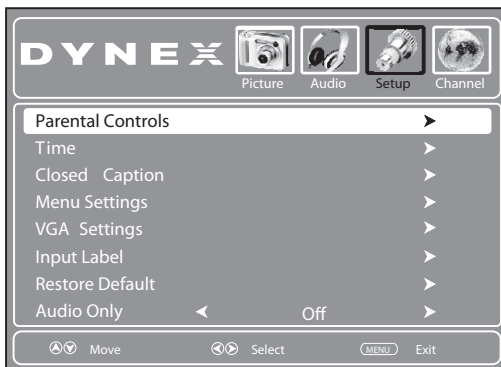 DYNEX
Picture Audio Setup Channel
Parental Controls
Time
Closed Caption
Menu Settings
VGA Settings
Input Label
Restore Default
Audio Only Off
Move Select MENU Exit